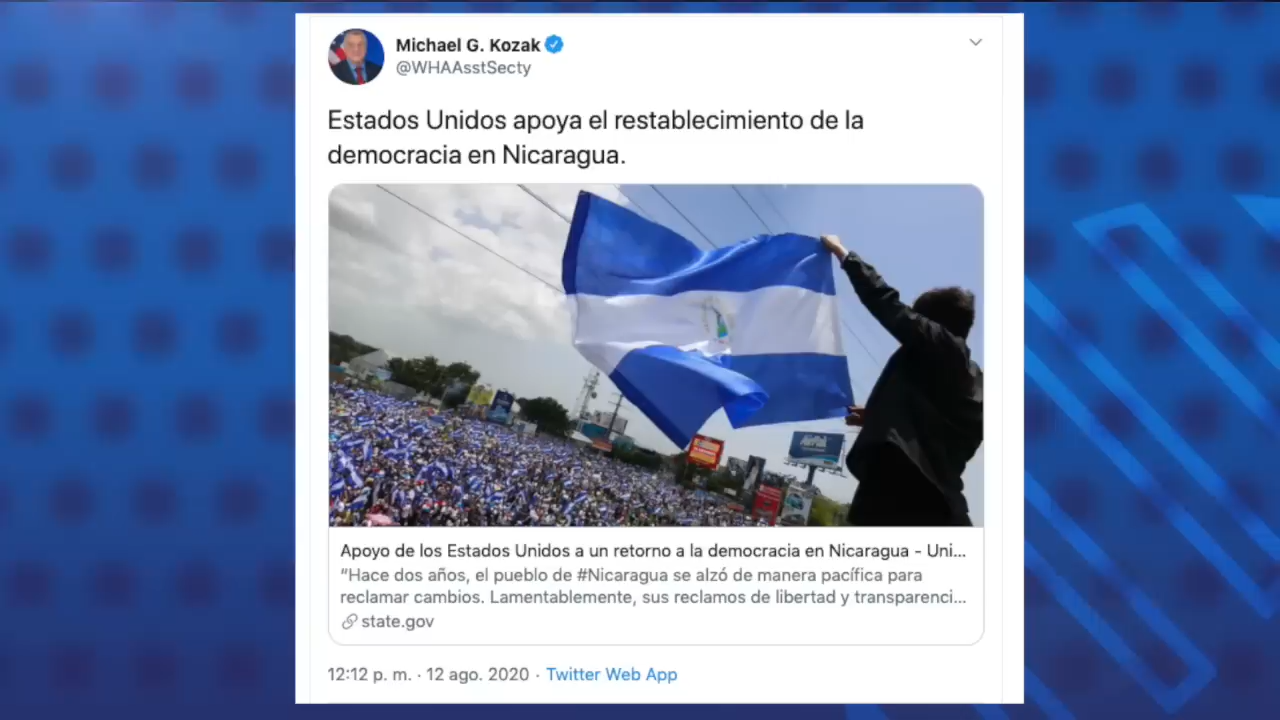 Michael G. Kozak
@WHAAsstSecty
Estados Unidos apoya el restablecimiento de la
democracia en Nicaragua.
Apoyo de los Estados Unidos a un retorno a la democracia en Nicaragua - Uni...
“Hace dos años, el pueblo de #Nicaragua se alzó de manera pacífica para
reclamar cambios. Lamentablemente, sus reclamos de libertad y transparenci...
state.gov
12:12 p. m. · 12 ago. 2020 · Twitter Web App